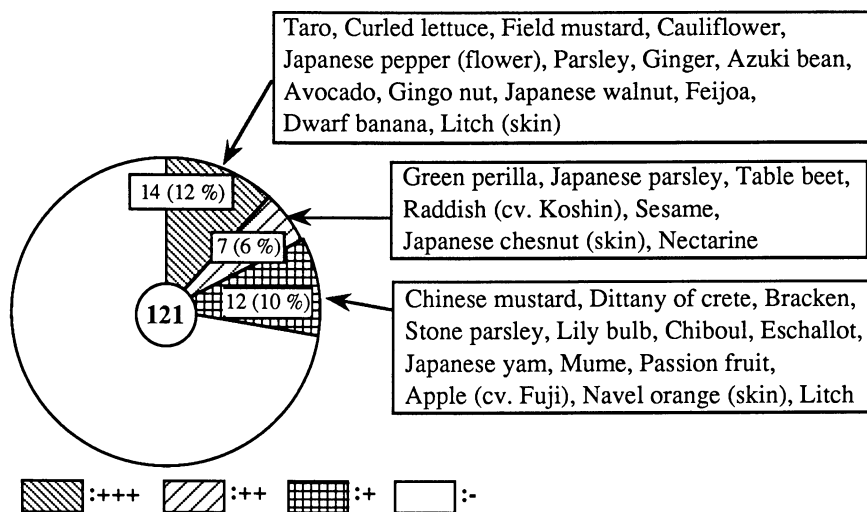 Taro, Curled lettuce, Field mustard, Cauliflower,
Japanese pepper (flower), Parsley, Ginger, Azuki bean,
Avocado, Gingo nut, Japanese walnut, Feijoa,
Dwarf banana, Litch (skin)
14 (12 %)
Green perilla, Japanese parsley, Table beet,
Raddish (cv. Koshin), Sesame,
Japanese chesnut (skin), Nectarine
7 (6 %)
12 (10 %)
121
Chinese mustard, Dittany of crete, Bracken,
Stone parsley, Lily bulb, Chiboul, Eschallot,
Japanese yam, Mume, Passion fruit,
Apple (cv. Fuji), Navel orange (skin), Litch
:+++ :++ :+ :-